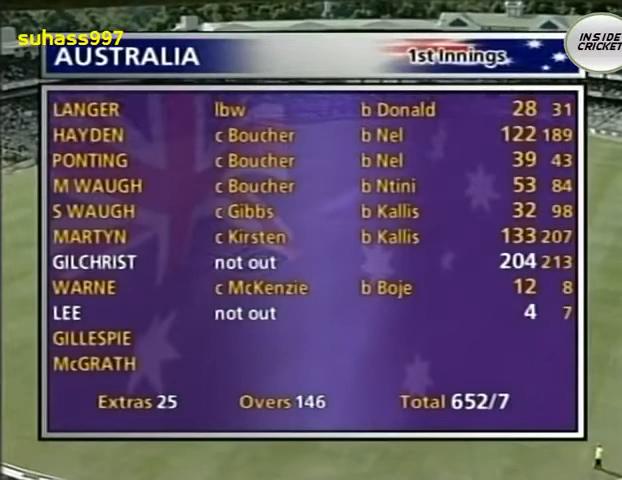 suhass997
INSIDE CRICKET
AUSTRALIA 1st Innings
LANGER lbw b Donald 28 31
HAYDEN c Boucher b Nel 122 189
PONTING c Boucher b Nel 39 43
M WAUGH c Boucher b Ntini 53 84
S WAUGH c Gibbs b Kallis 32 98
MARTYN c Kirsten b Kallis 133 207
GILCHRIST not out 204 213
WARNE c McKenzie b Boje 12 8
LEE not out 4 7
GILLESPIE
McGRATH
Extras 25 Overs 146 Total 652/7